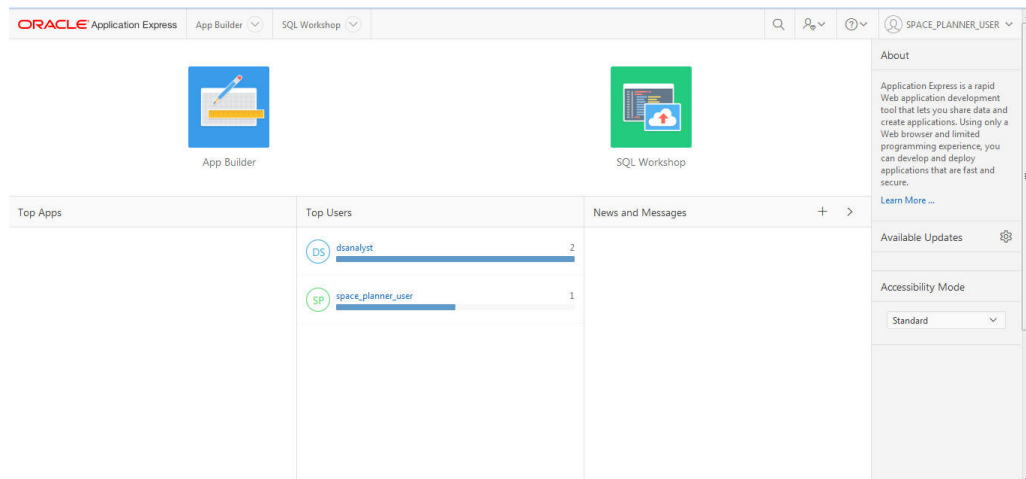 ORACLE Application Express App Builder SQL Workshop SPACE_PLANNER_USER
App Builder
SQL Workshop
Top Apps
Top Users
DS dsanalyst 2
SP space_planner_user 1
News and Messages
About
Application Express is a rapid
Web application development
tool that lets you share data and
create applications. Using only a
Web browser and limited
programming experience, you
can develop and deploy
applications that are fast and
secure.
Learn More ...
Available Updates
Accessibility Mode
Standard